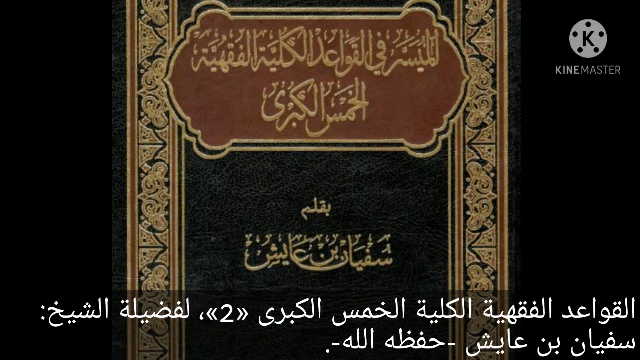 الميسر في القواعد الكلية الفقهية
الخمس الكبرى
KINEMASTER
بقلم
سفيان بن عايش
القواعد الفقهية الكلية الخمس الكبرى «2»، لفضيلة الشيخ:
سفيان بن عايش -حفظه الله-.